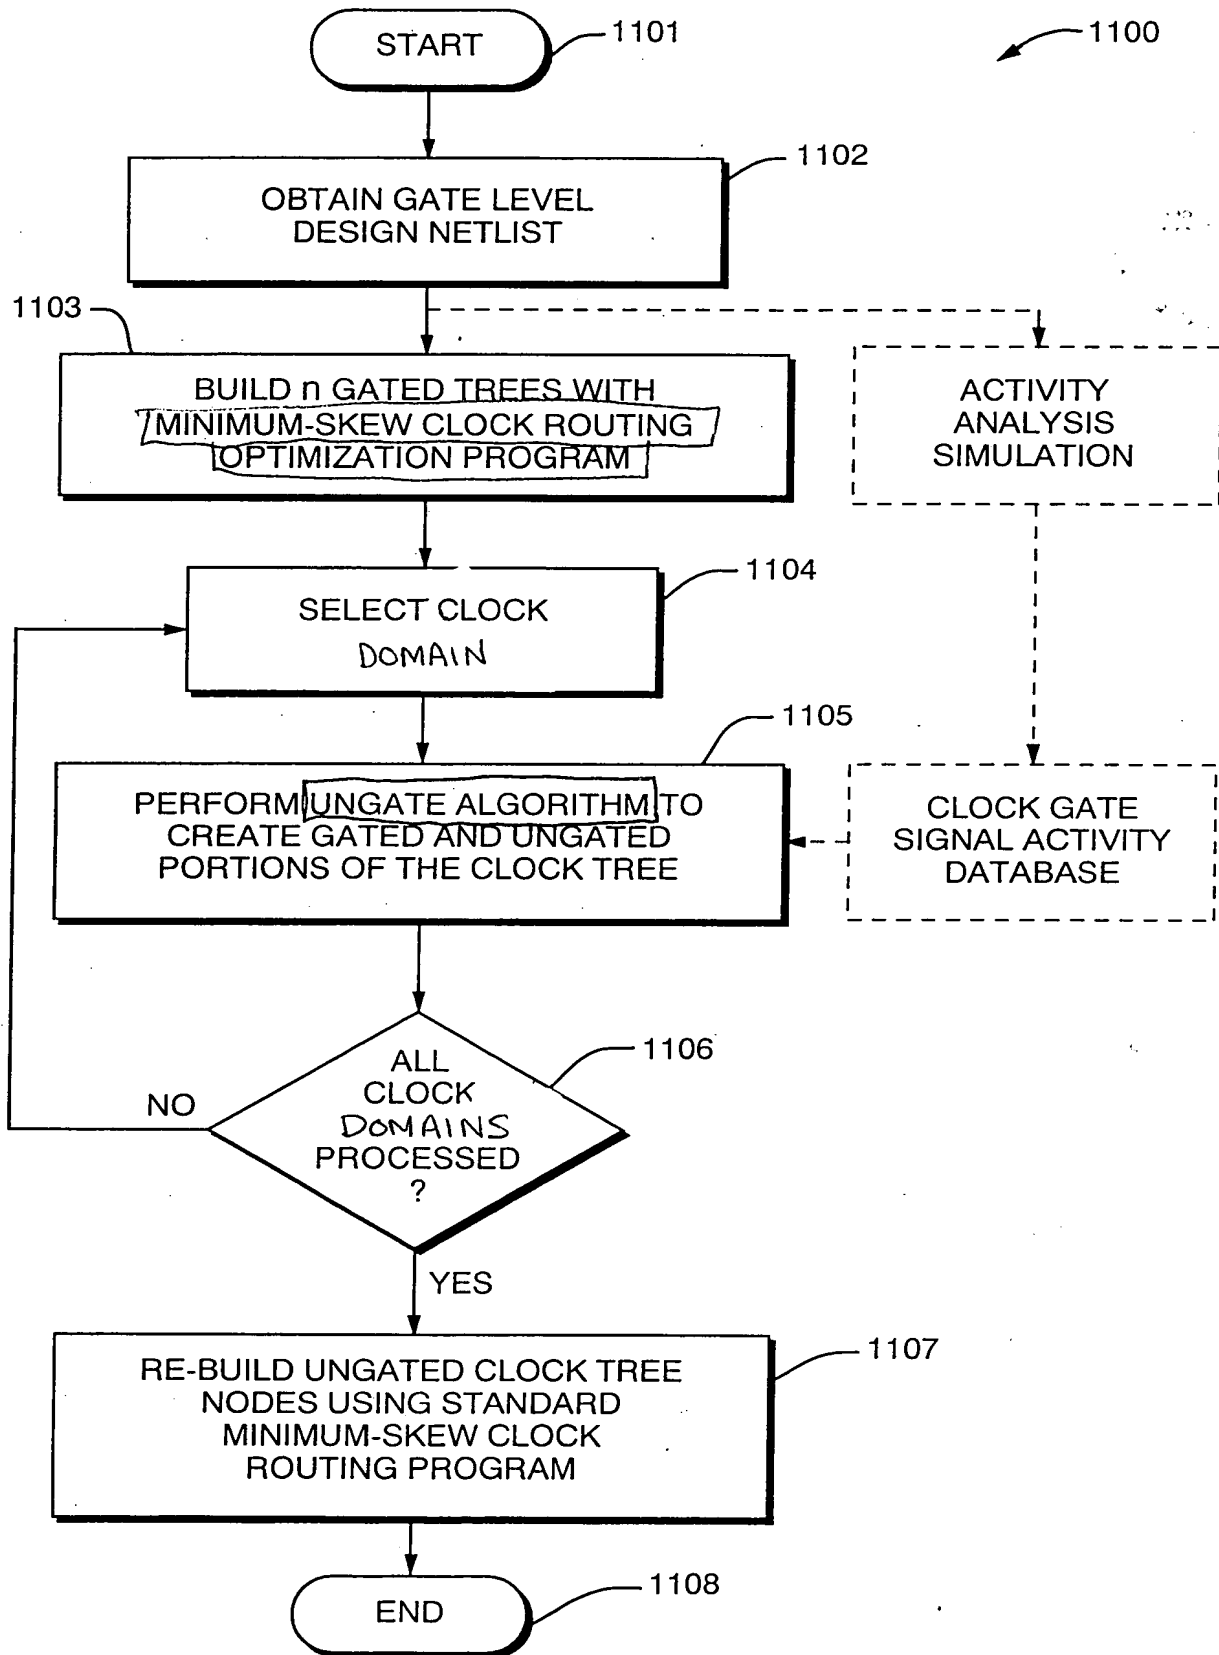 START
1101
1100
OBTAIN GATE LEVEL
DESIGN NETLIST
1102
1103
BUILD n GATED TREES WITH
MINIMUM-SKEW CLOCK ROUTING
OPTIMIZATION PROGRAM
ACTIVITY
ANALYSIS
SIMULATION
SELECT CLOCK
DOMAIN
1104
1105
PERFORM UNGATE ALGORITHM TO
CREATE GATED AND UNGATED
PORTIONS OF THE CLOCK TREE
CLOCK GATE
SIGNAL ACTIVITY
DATABASE
ALL
CLOCK
DOMAINS
PROCESSED
?
1106
NO
YES
RE-BUILD UNGATED CLOCK TREE
NODES USING STANDARD
MINIMUM-SKEW CLOCK
ROUTING PROGRAM
1107
END
1108